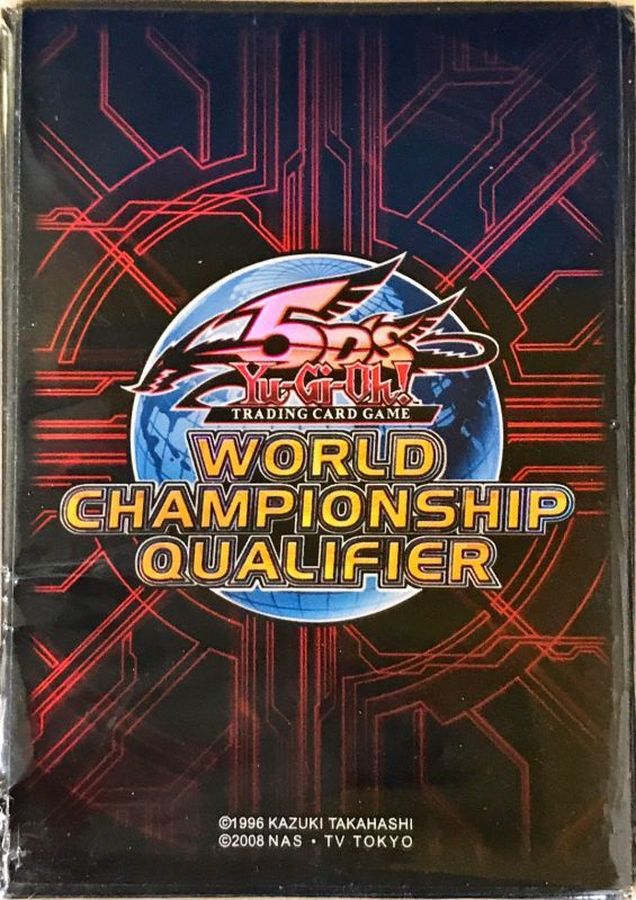 5D's
Yu-Gi-Oh!
TRADING CARD GAME
WORLD
CHAMPIONSHIP
QUALIFIER
©1996 KAZUKI TAKAHASHI
©2008 NAS • TV TOKYO